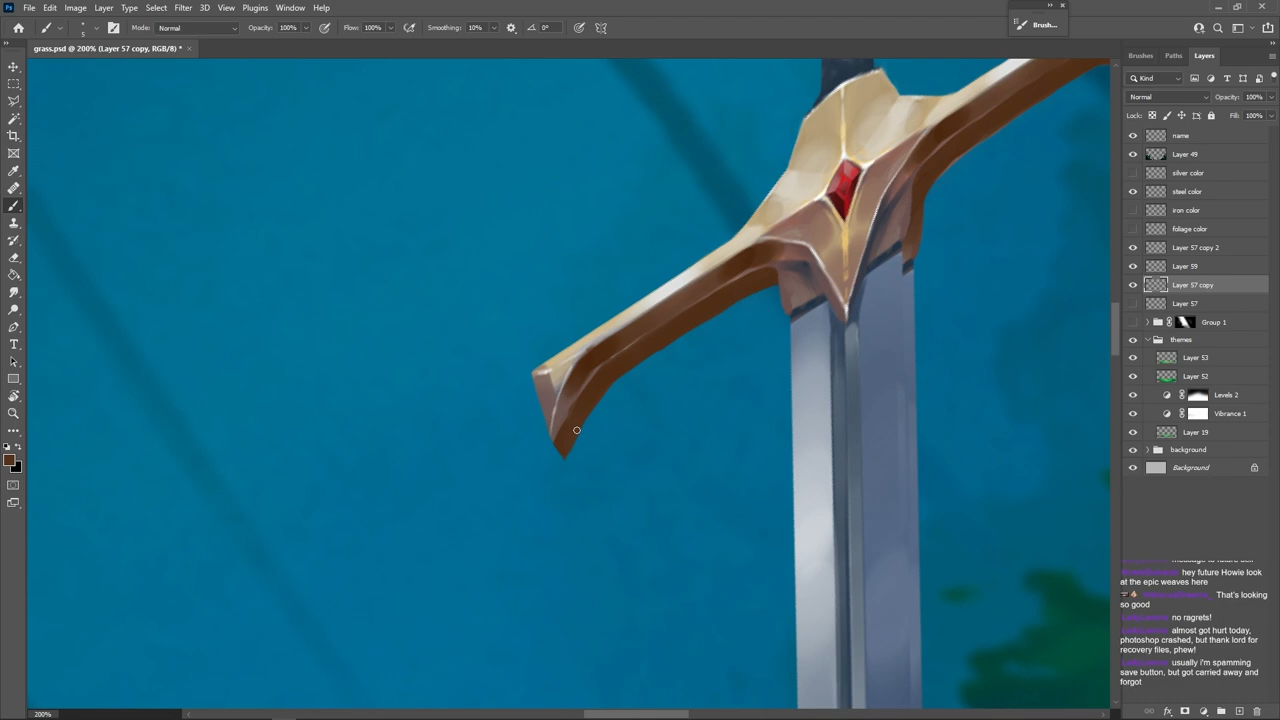 File Edit Image Layer Type Select Filter 3D View Plugins Window Help
Brush...
5 Mode: Normal Opacity: 100% Flow: 100% Smoothing: 10% 0°
grass.psd @ 200% (Layer 57 copy, RGB/8) * ×
Brushes Paths Layers
Kind
Normal Opacity: 100%
Lock: Fill: 100%
name
Layer 49
silver color
steel color
iron color
foliage color
Layer 57 copy 2
Layer 59
Layer 57 copy
Layer 57
Group 1
themes
Layer 53
Layer 52
Levels 2
Vibrance 1
Layer 19
background
Background
hey future Howie look
at the epic weaves here
That's looking
so good
no ragrets!
almost got hurt today,
photoshop crashed, but thank lord for
recovery files, phew!
usually i'm spamming
save button, but got carried away and
forgot
200%